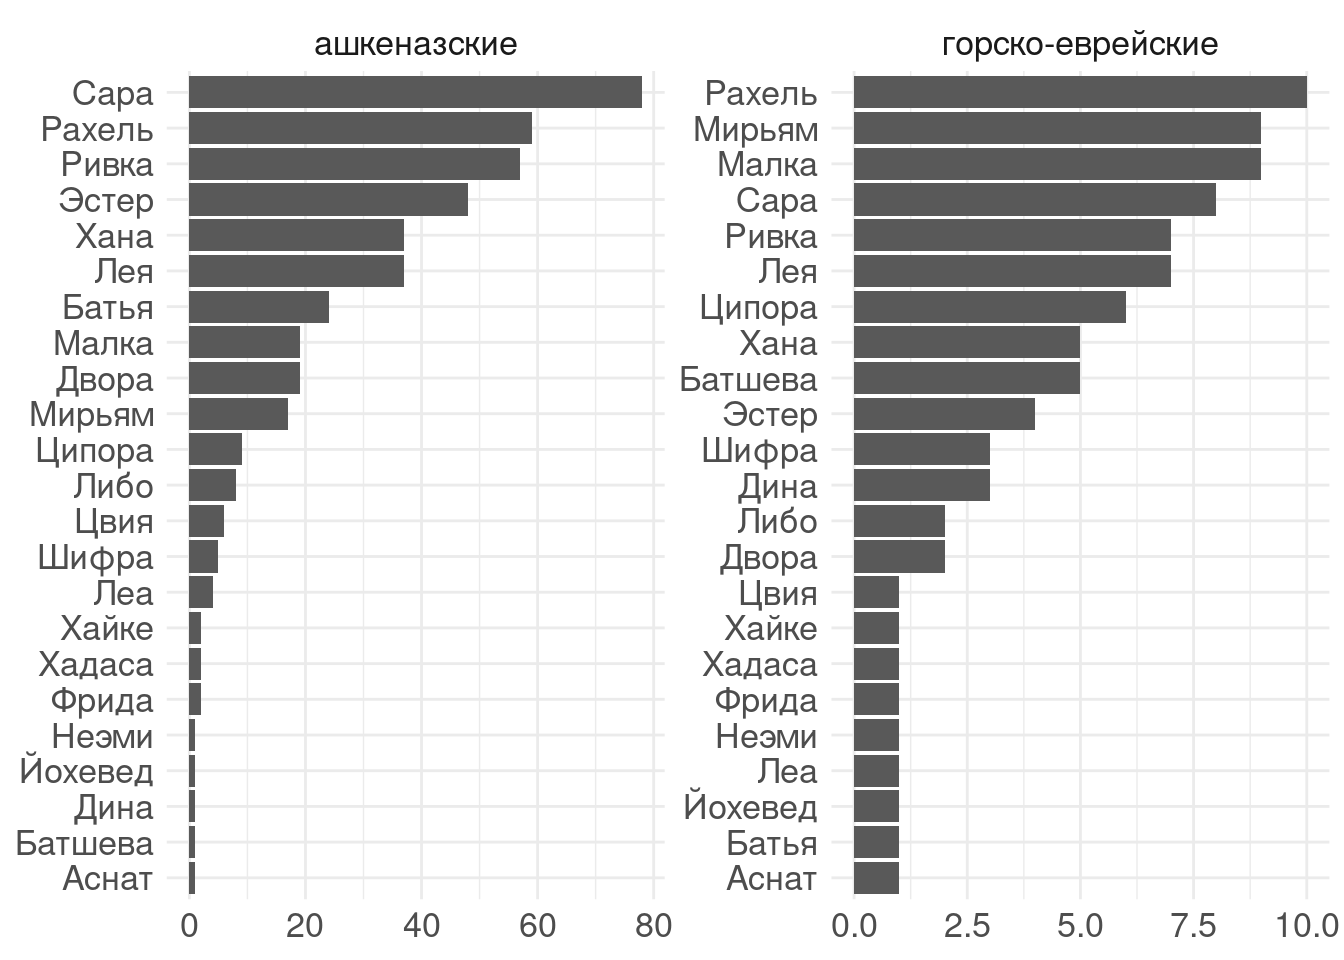 ашкеназские
Сара
Рахель
Ривка
Эстер
Хана
Лея
Батья
Малка
Двора
Мирьям
Ципора
Либо
Цвия
Шифра
Леа
Хайке
Хадаса
Фрида
Неэми
Йохевед
Дина
Батшева
Аснат
0 20 40 60 80
горско-еврейские
Рахель
Мирьям
Малка
Сара
Ривка
Лея
Ципора
Хана
Батшева
Эстер
Шифра
Дина
Либо
Двора
Цвия
Хайке
Хадаса
Фрида
Неэми
Леа
Йохевед
Батья
Аснат
0.0 2.5 5.0 7.5 10.0